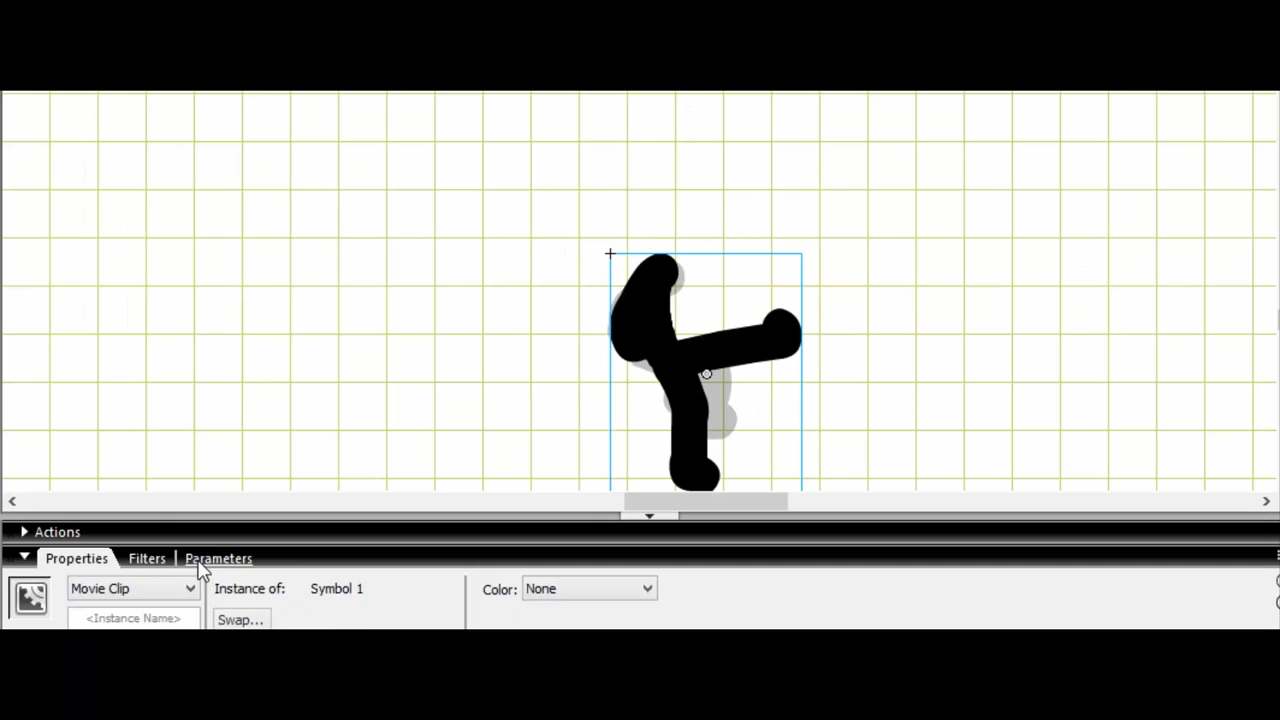 Actions
Properties Filters Parameters
Movie Clip Instance of: Symbol 1 Color: None
<Instance Name> Swap...